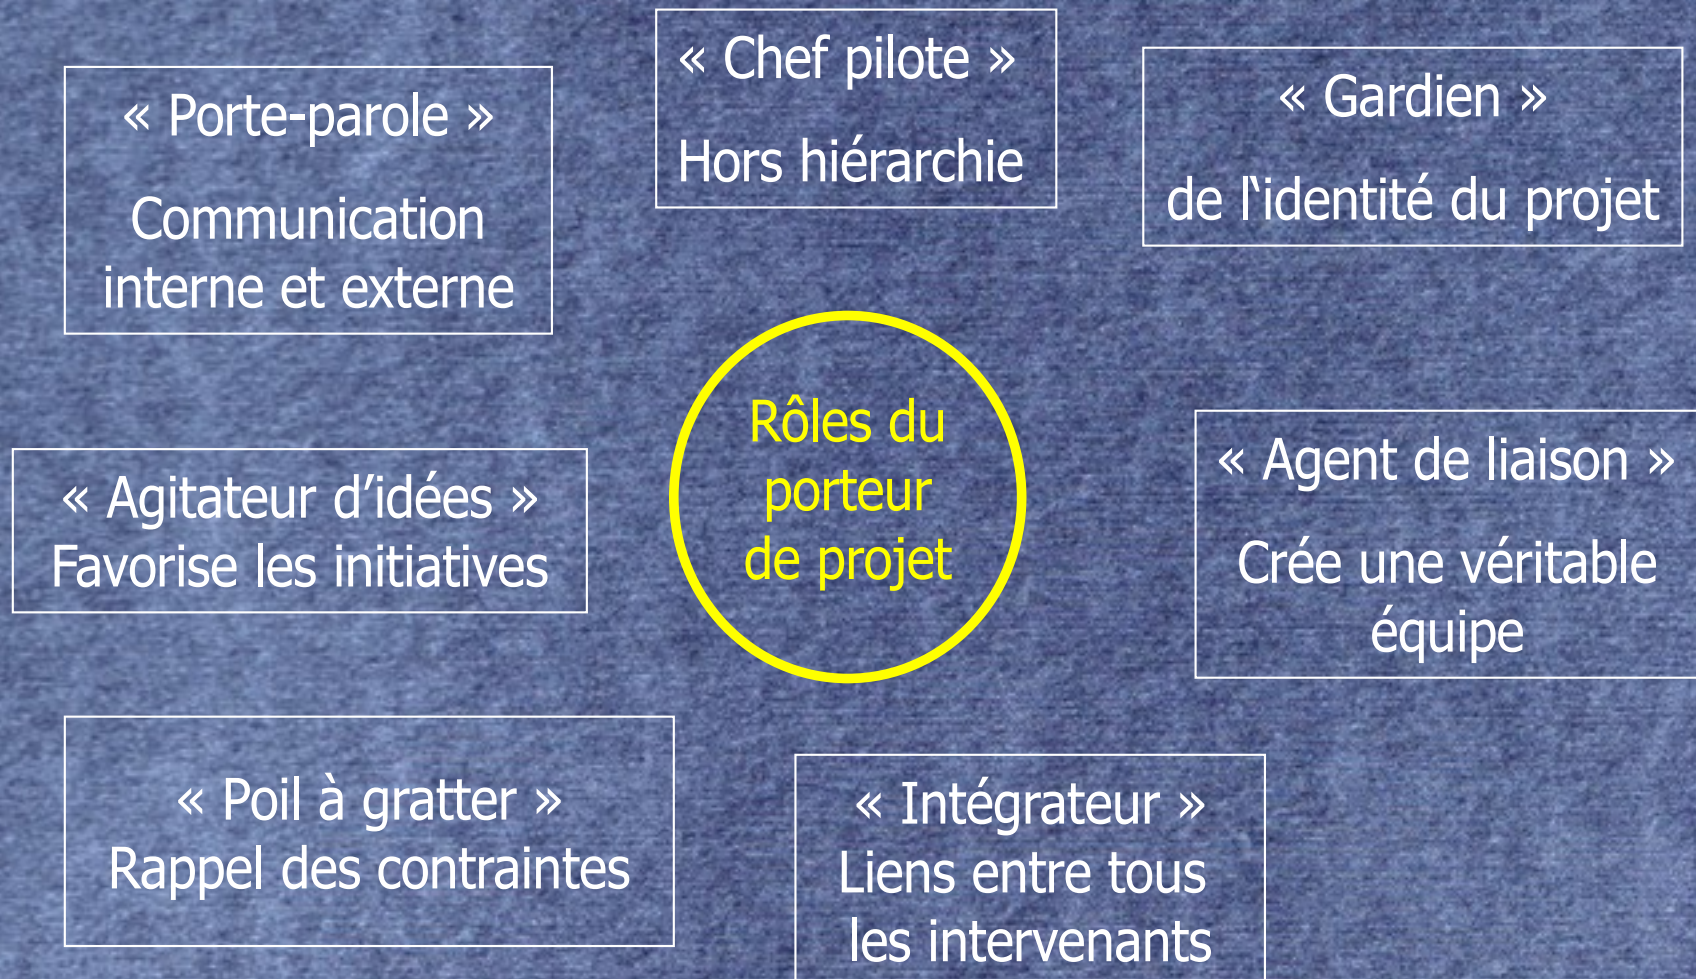 « Porte-parole »
Communication
interne et externe
« Chef pilote »
Hors hiérarchie
« Gardien »
de l‘identité du projet
Rôles du
porteur
de projet
« Agitateur d’idées »
Favorise les initiatives
« Agent de liaison »
Crée une véritable
équipe
« Poil à gratter »
Rappel des contraintes
« Intégrateur »
Liens entre tous
les intervenants